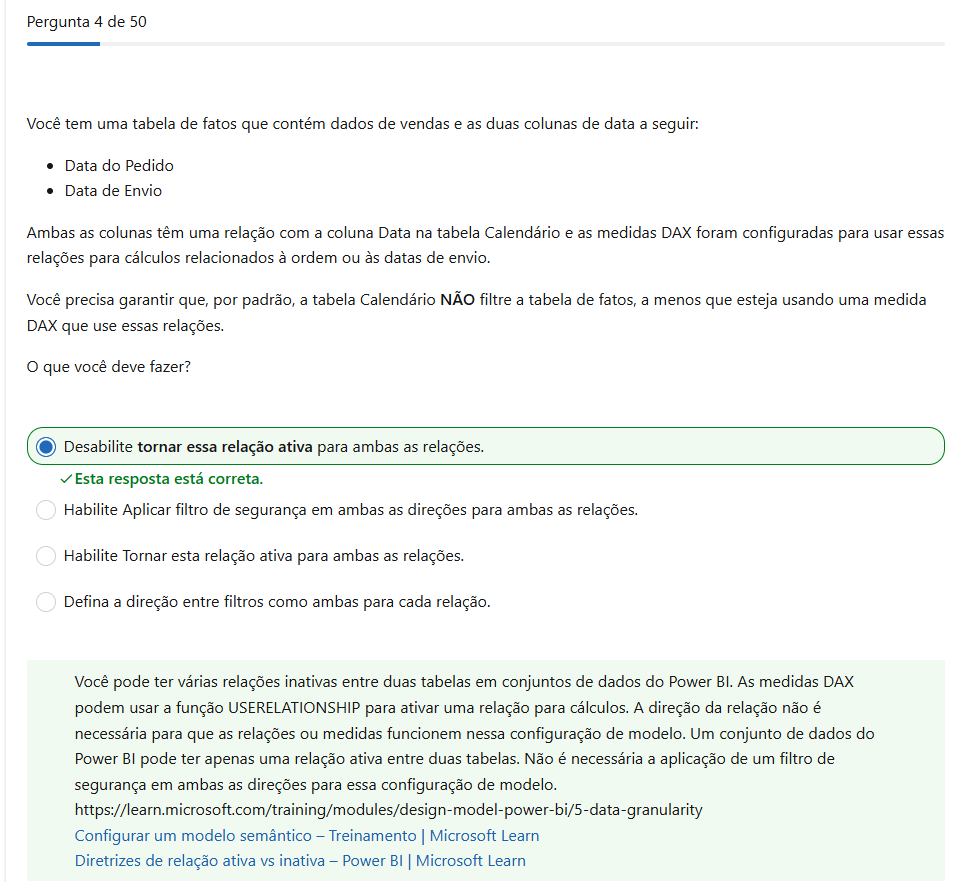 Pergunta 4 de 50
Você tem uma tabela de fatos que contém dados de vendas e as duas colunas de data a seguir:
• Data do Pedido
• Data de Envio
Ambas as colunas têm uma relação com a coluna Data na tabela Calendário e as medidas DAX foram configuradas para usar essas
relações para cálculos relacionados à ordem ou às datas de envio.
Você precisa garantir que, por padrão, a tabela Calendário NÃO filtre a tabela de fatos, a menos que esteja usando uma medida
DAX que use essas relações.
O que você deve fazer?
Desabilite tornar essa relação ativa para ambas as relações.
✓Esta resposta está correta.
Habilite Aplicar filtro de segurança em ambas as direções para ambas as relações.
Habilite Tornar esta relação ativa para ambas as relações.
Defina a direção entre filtros como ambas para cada relação.
Você pode ter várias relações inativas entre duas tabelas em conjuntos de dados do Power BI. As medidas DAX
podem usar a função USERELATIONSHIP para ativar uma relação para cálculos. A direção da relação não é
necessária para que as relações ou medidas funcionem nessa configuração de modelo. Um conjunto de dados do
Power BI pode ter apenas uma relação ativa entre duas tabelas. Não é necessária a aplicação de um filtro de
segurança em ambas as direções para essa configuração de modelo.
https://learn.microsoft.com/training/modules/design-model-power-bi/5-data-granularity
Configurar um modelo semântico – Treinamento | Microsoft Learn
Diretrizes de relação ativa vs inativa – Power BI | Microsoft Learn